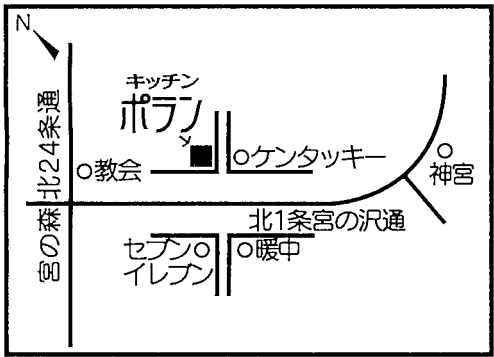 N
キッチン
ポラン
北24条通
宮の森
教会
ケンタッキー
神宮
北1条宮の沢通
セブン
イレブン
暖中